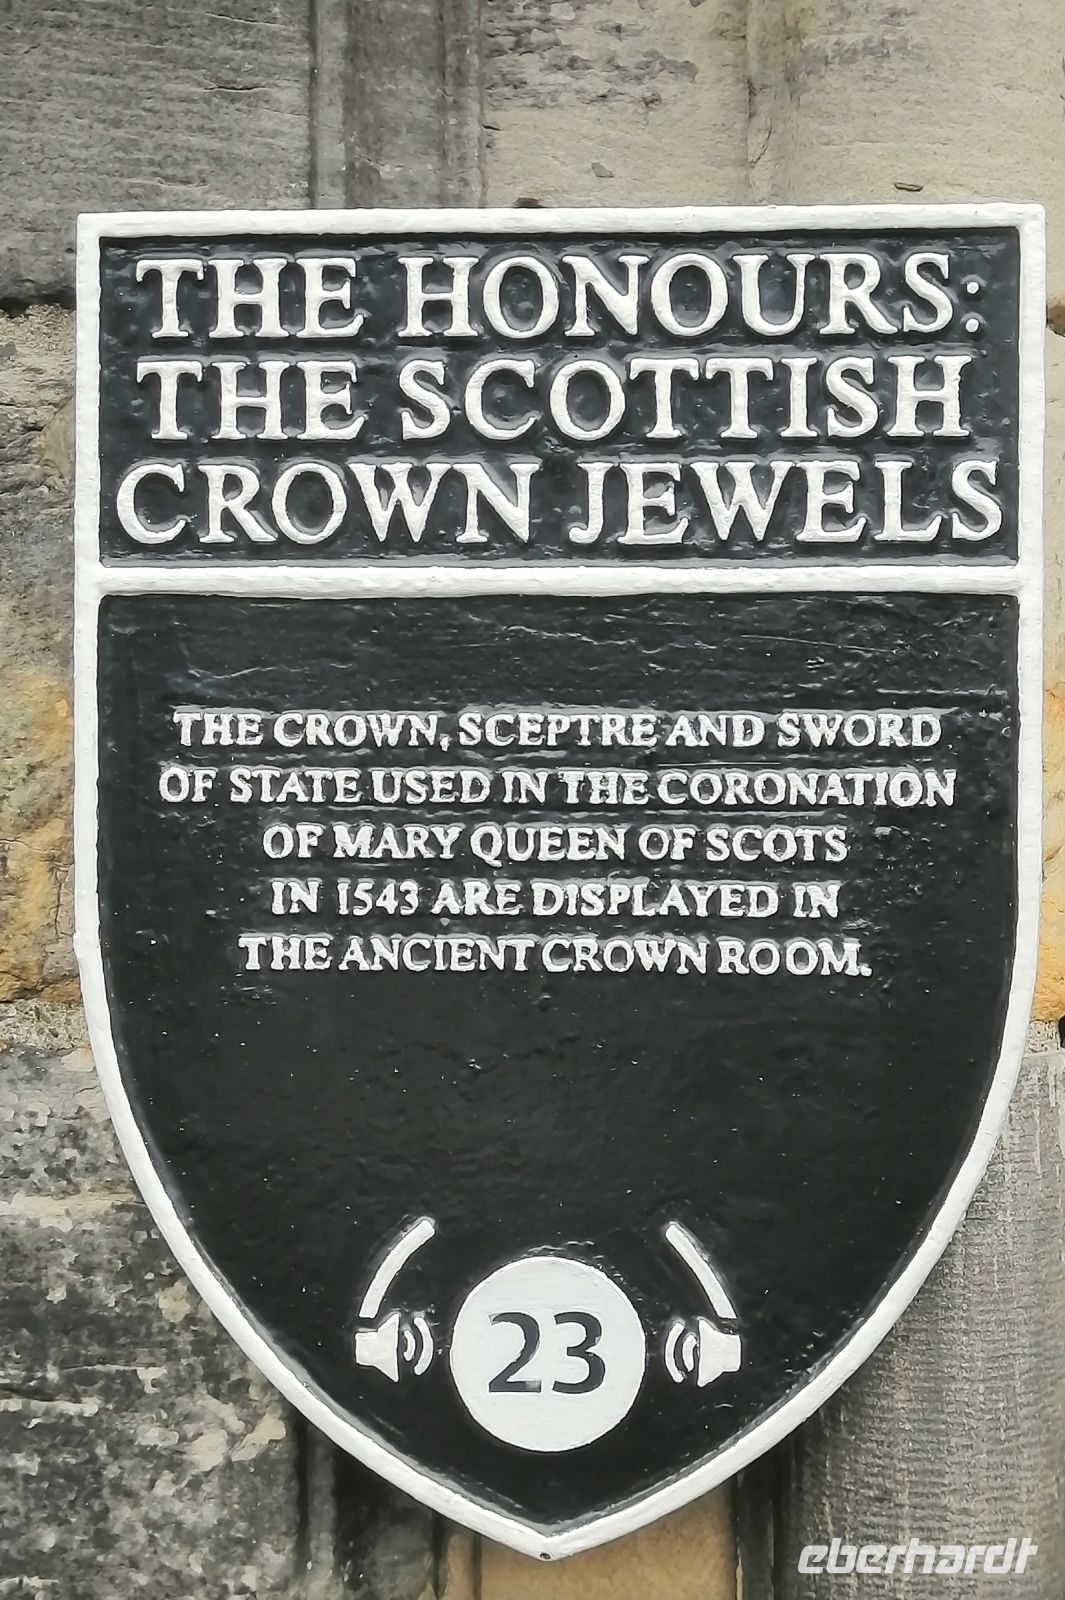 THE HONOURS:
THE SCOTTISH
CROWN JEWELS
THE CROWN, SCEPTRE AND SWORD
OF STATE USED IN THE CORONATION
OF MARY QUEEN OF SCOTS
IN 1543 ARE DISPLAYED IN
THE ANCIENT CROWN ROOM.
23
eberhardt